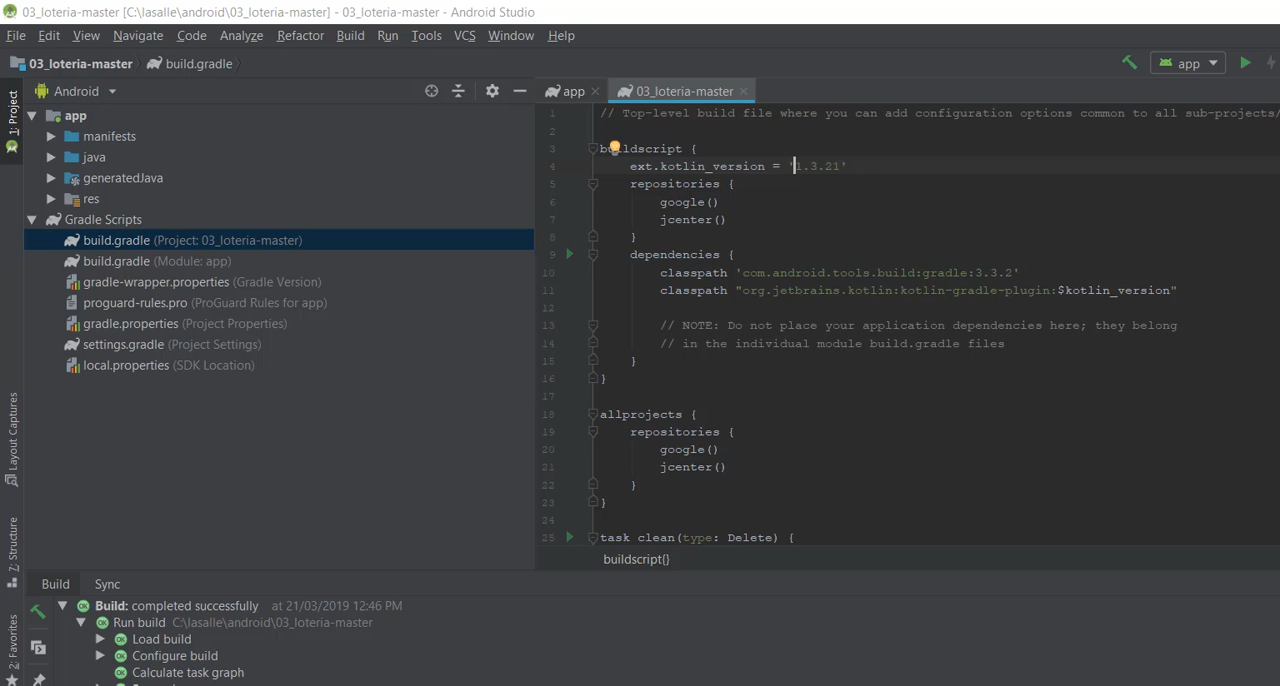 03_loteria-master [C:\lasalle\android\03_loteria-master] - 03_loteria-master - Android Studio
File Edit View Navigate Code Analyze Refactor Build Run Tools VCS Window Help
03_loteria-master build.gradle app
1: Project
Android
app
manifests
java
generatedJava
res
Gradle Scripts
build.gradle (Project: 03_loteria-master)
build.gradle (Module: app)
gradle-wrapper.properties (Gradle Version)
proguard-rules.pro (ProGuard Rules for app)
gradle.properties (Project Properties)
settings.gradle (Project Settings)
local.properties (SDK Location)
Layout Captures
7: Structure
2: Favorites
app 03_loteria-master
1 // Top-level build file where you can add configuration options common to all sub-projects/
2
3 buildscript {
4 ext.kotlin_version = '1.3.21'
5 repositories {
6 google()
7 jcenter()
8 }
9 dependencies {
10 classpath 'com.android.tools.build:gradle:3.3.2'
11 classpath "org.jetbrains.kotlin:kotlin-gradle-plugin:$kotlin_version"
12
13 // NOTE: Do not place your application dependencies here; they belong
14 // in the individual module build.gradle files
15 }
16 }
17
18 allprojects {
19 repositories {
20 google()
21 jcenter()
22 }
23 }
24
25 task clean(type: Delete) {
buildscript{}
Build Sync
Build: completed successfully at 21/03/2019 12:46 PM
Run build C:\lasalle\android\03_loteria-master
Load build
Configure build
Calculate task graph